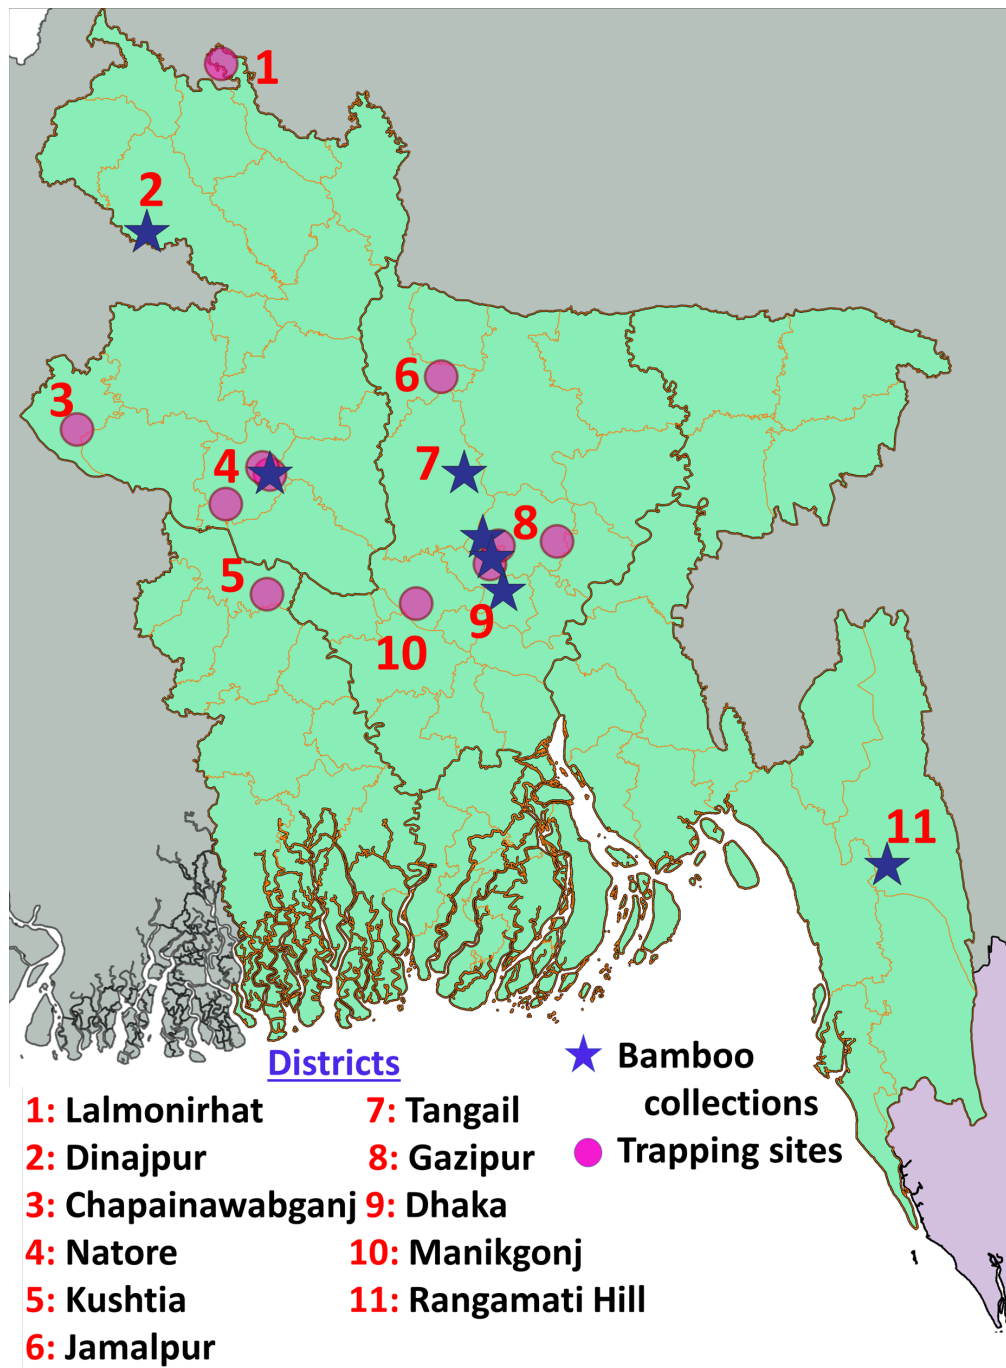 1
2
3
6
4
7
8
5
9
10
11
Districts
1: Lalmonirhat
2: Dinajpur
3: Chapainawabganj
4: Natore
5: Kushtia
6: Jamalpur
7: Tangail
8: Gazipur
9: Dhaka
10: Manikgonj
11: Rangamati Hill
Bamboo
collections
Trapping sites